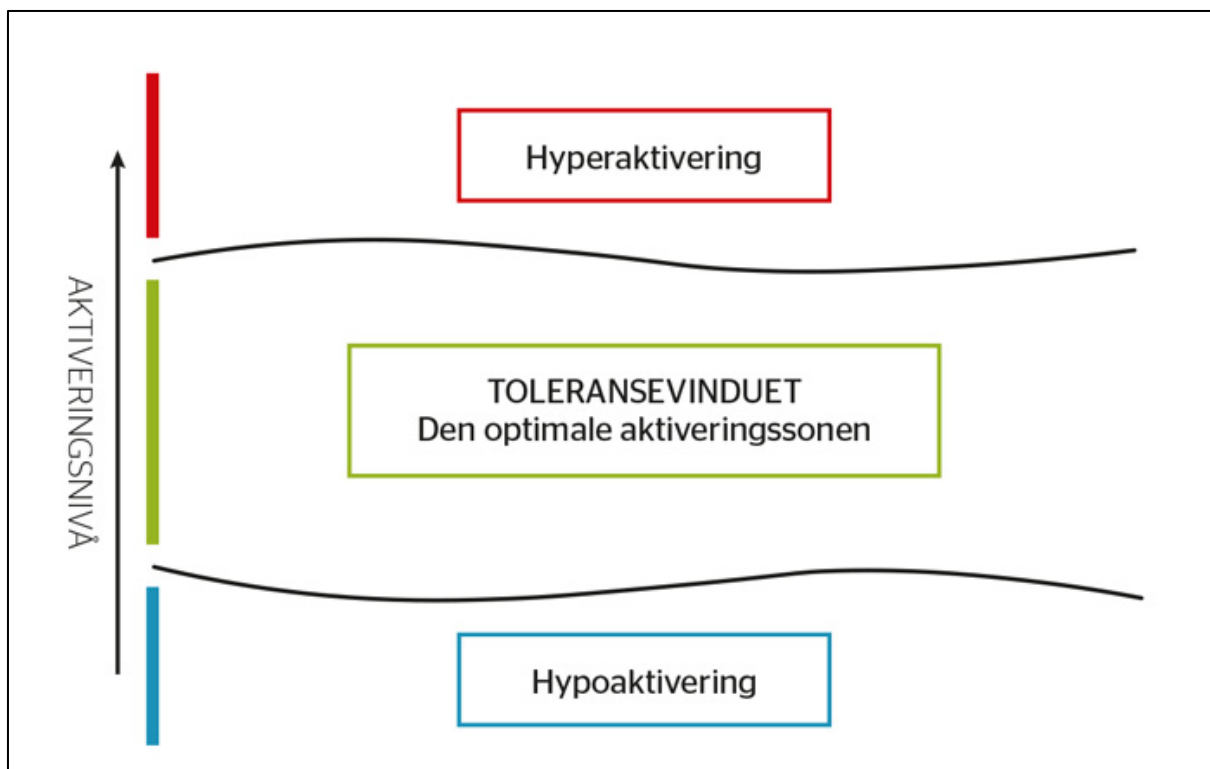 Hyperaktivering
AKTIVERINGSNIVÅ
TOLERANSEVINDUET
Den optimale aktiveringssonen
Hypoaktivering